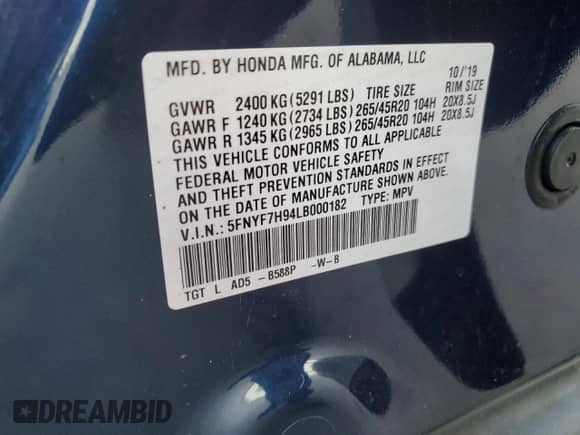 MFD. BY HONDA MFG. OF ALABAMA, LLC 10/'19
GVWR 2400 KG (5291 LBS) TIRE SIZE RIM SIZE
GAWR F 1240 KG (2734 LBS) 265/45R20 104H 20X8.5J
GAWR R 1345 KG (2965 LBS) 265/45R20 104H 20X8.5J
THIS VEHICLE CONFORMS TO ALL APPLICABLE
FEDERAL MOTOR VEHICLE SAFETY
AND THEFT PREVENTION STANDARDS IN EFFECT
ON THE DATE OF MANUFACTURE SHOWN ABOVE.
V.I.N.: 5FNYF7H94LB000182 TYPE: MPV
TGT L AD5 -B588P -W-B
DREAMBID